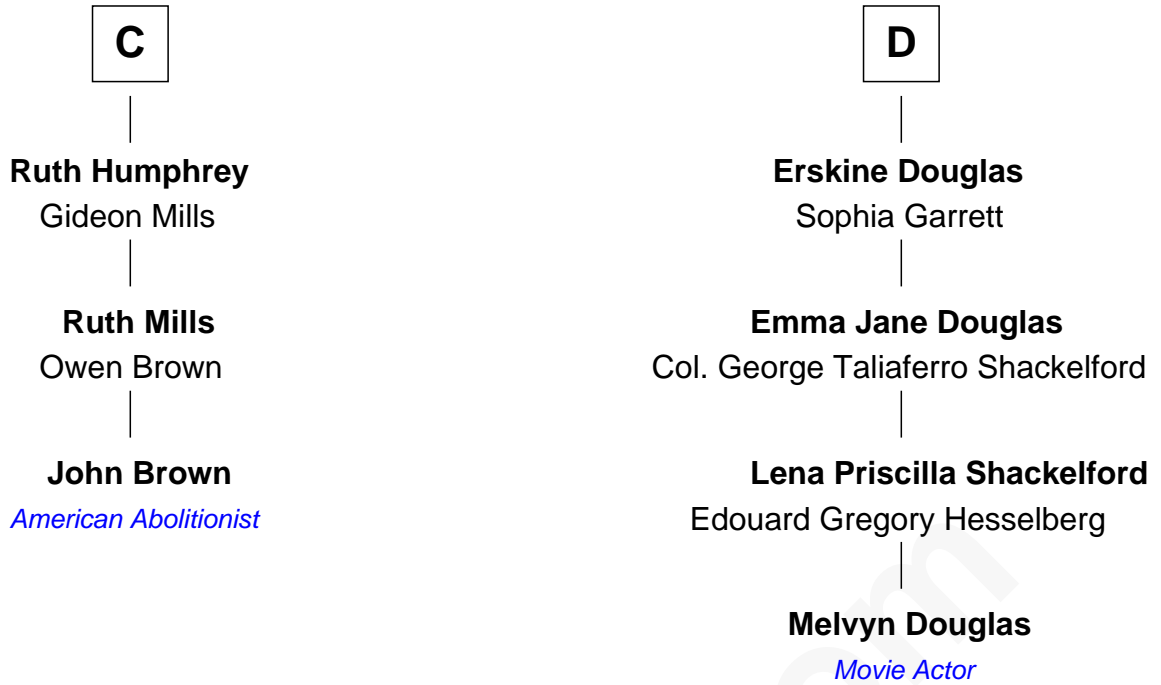 C
Ruth Humphrey
Gideon Mills
Ruth Mills
Owen Brown
John Brown
American Abolitionist
D
Erskine Douglas
Sophia Garrett
Emma Jane Douglas
Col. George Taliaferro Shackelford
Lena Priscilla Shackelford
Edouard Gregory Hesselberg
Melvyn Douglas
Movie Actor